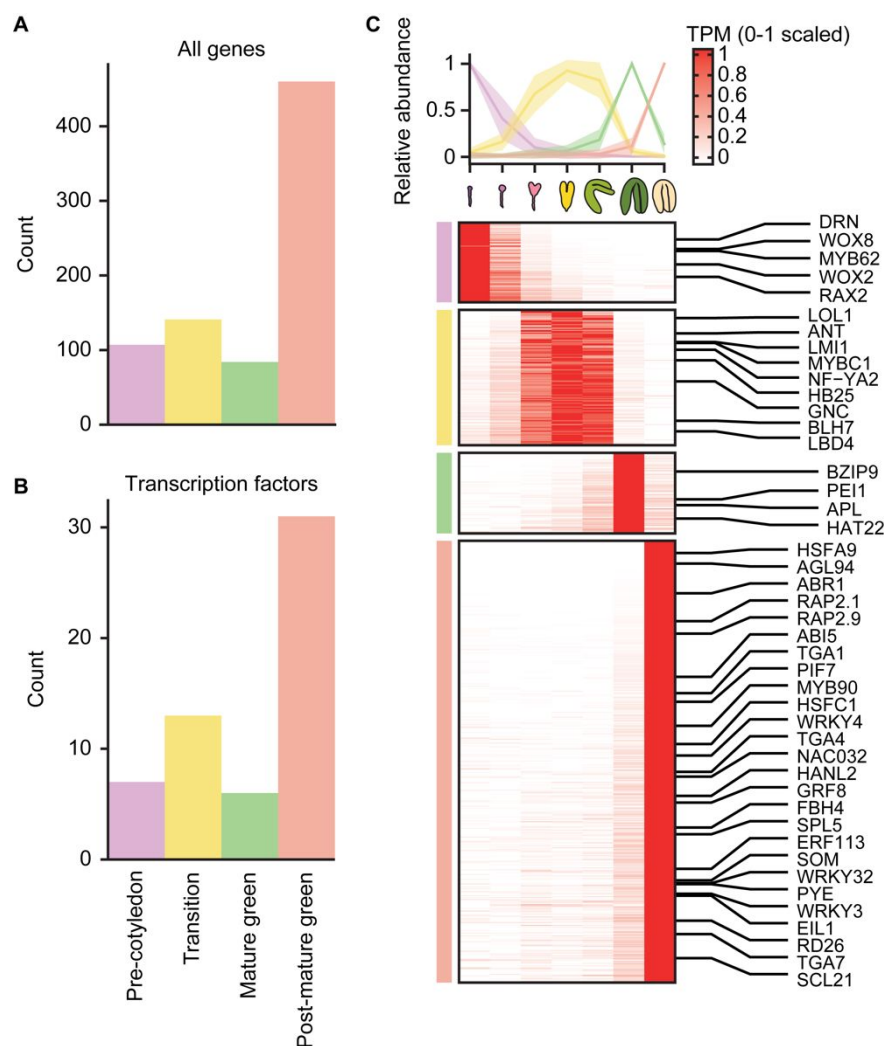 A
All genes
Count
400
300
200
100
0
B
Transcription factors
Count
30
20
10
0
Pre-cotyledon
Transition
Mature green
Post-mature green
C
Relative abundance
1
0.5
0
TPM (0-1 scaled)
1
0.8
0.6
0.4
0.2
0
DRN
WOX8
MYB62
WOX2
RAX2
LOL1
ANT
LMI1
MYBC1
NF−YA2
HB25
GNC
BLH7
LBD4
BZIP9
PEI1
APL
HAT22
HSFA9
AGL94
ABR1
RAP2.1
RAP2.9
ABI5
TGA1
PIF7
MYB90
HSFC1
WRKY4
TGA4
NAC032
HANL2
GRF8
FBH4
SPL5
ERF113
SOM
WRKY32
PYE
WRKY3
EIL1
RD26
TGA7
SCL21